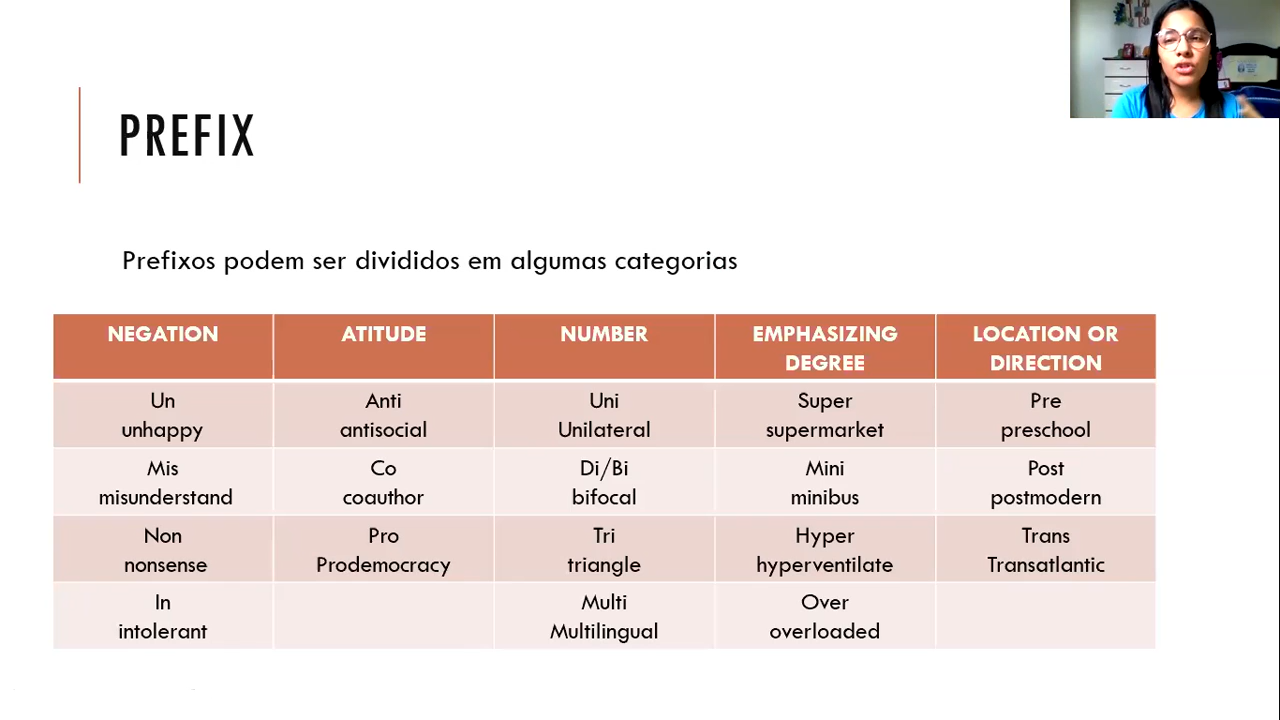 PREFIX
Prefixos podem ser divididos em algumas categorias
NEGATION ATITUDE NUMBER EMPHASIZING DEGREE LOCATION OR DIRECTION
Un Anti Uni Super Pre
unhappy antisocial Unilateral supermarket preschool
Mis Co Di/Bi Mini Post
misunderstand coauthor bifocal minibus postmodern
Non Pro Tri Hyper Trans
nonsense Prodemocracy triangle hyperventilate Transatlantic
In Multi Over
intolerant Multilingual overloaded